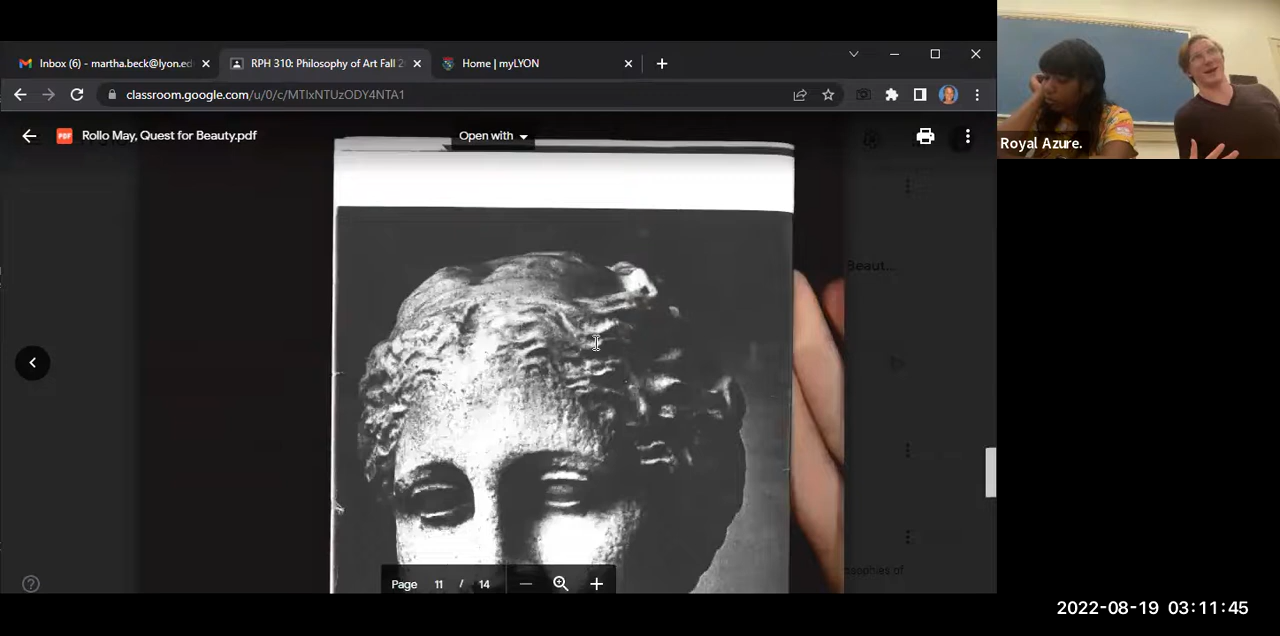 Inbox (6) - martha.beck@lyon.ed
RPH 310: Philosophy of Art Fall 2
Home | myLYON
classroom.google.com/u/0/c/MTIxNTUzODY4NTA1
PDF
Rollo May, Quest for Beauty.pdf
Open with
Royal Azure.
Beaut...
Page 11 / 14
2022-08-19 03:11:45